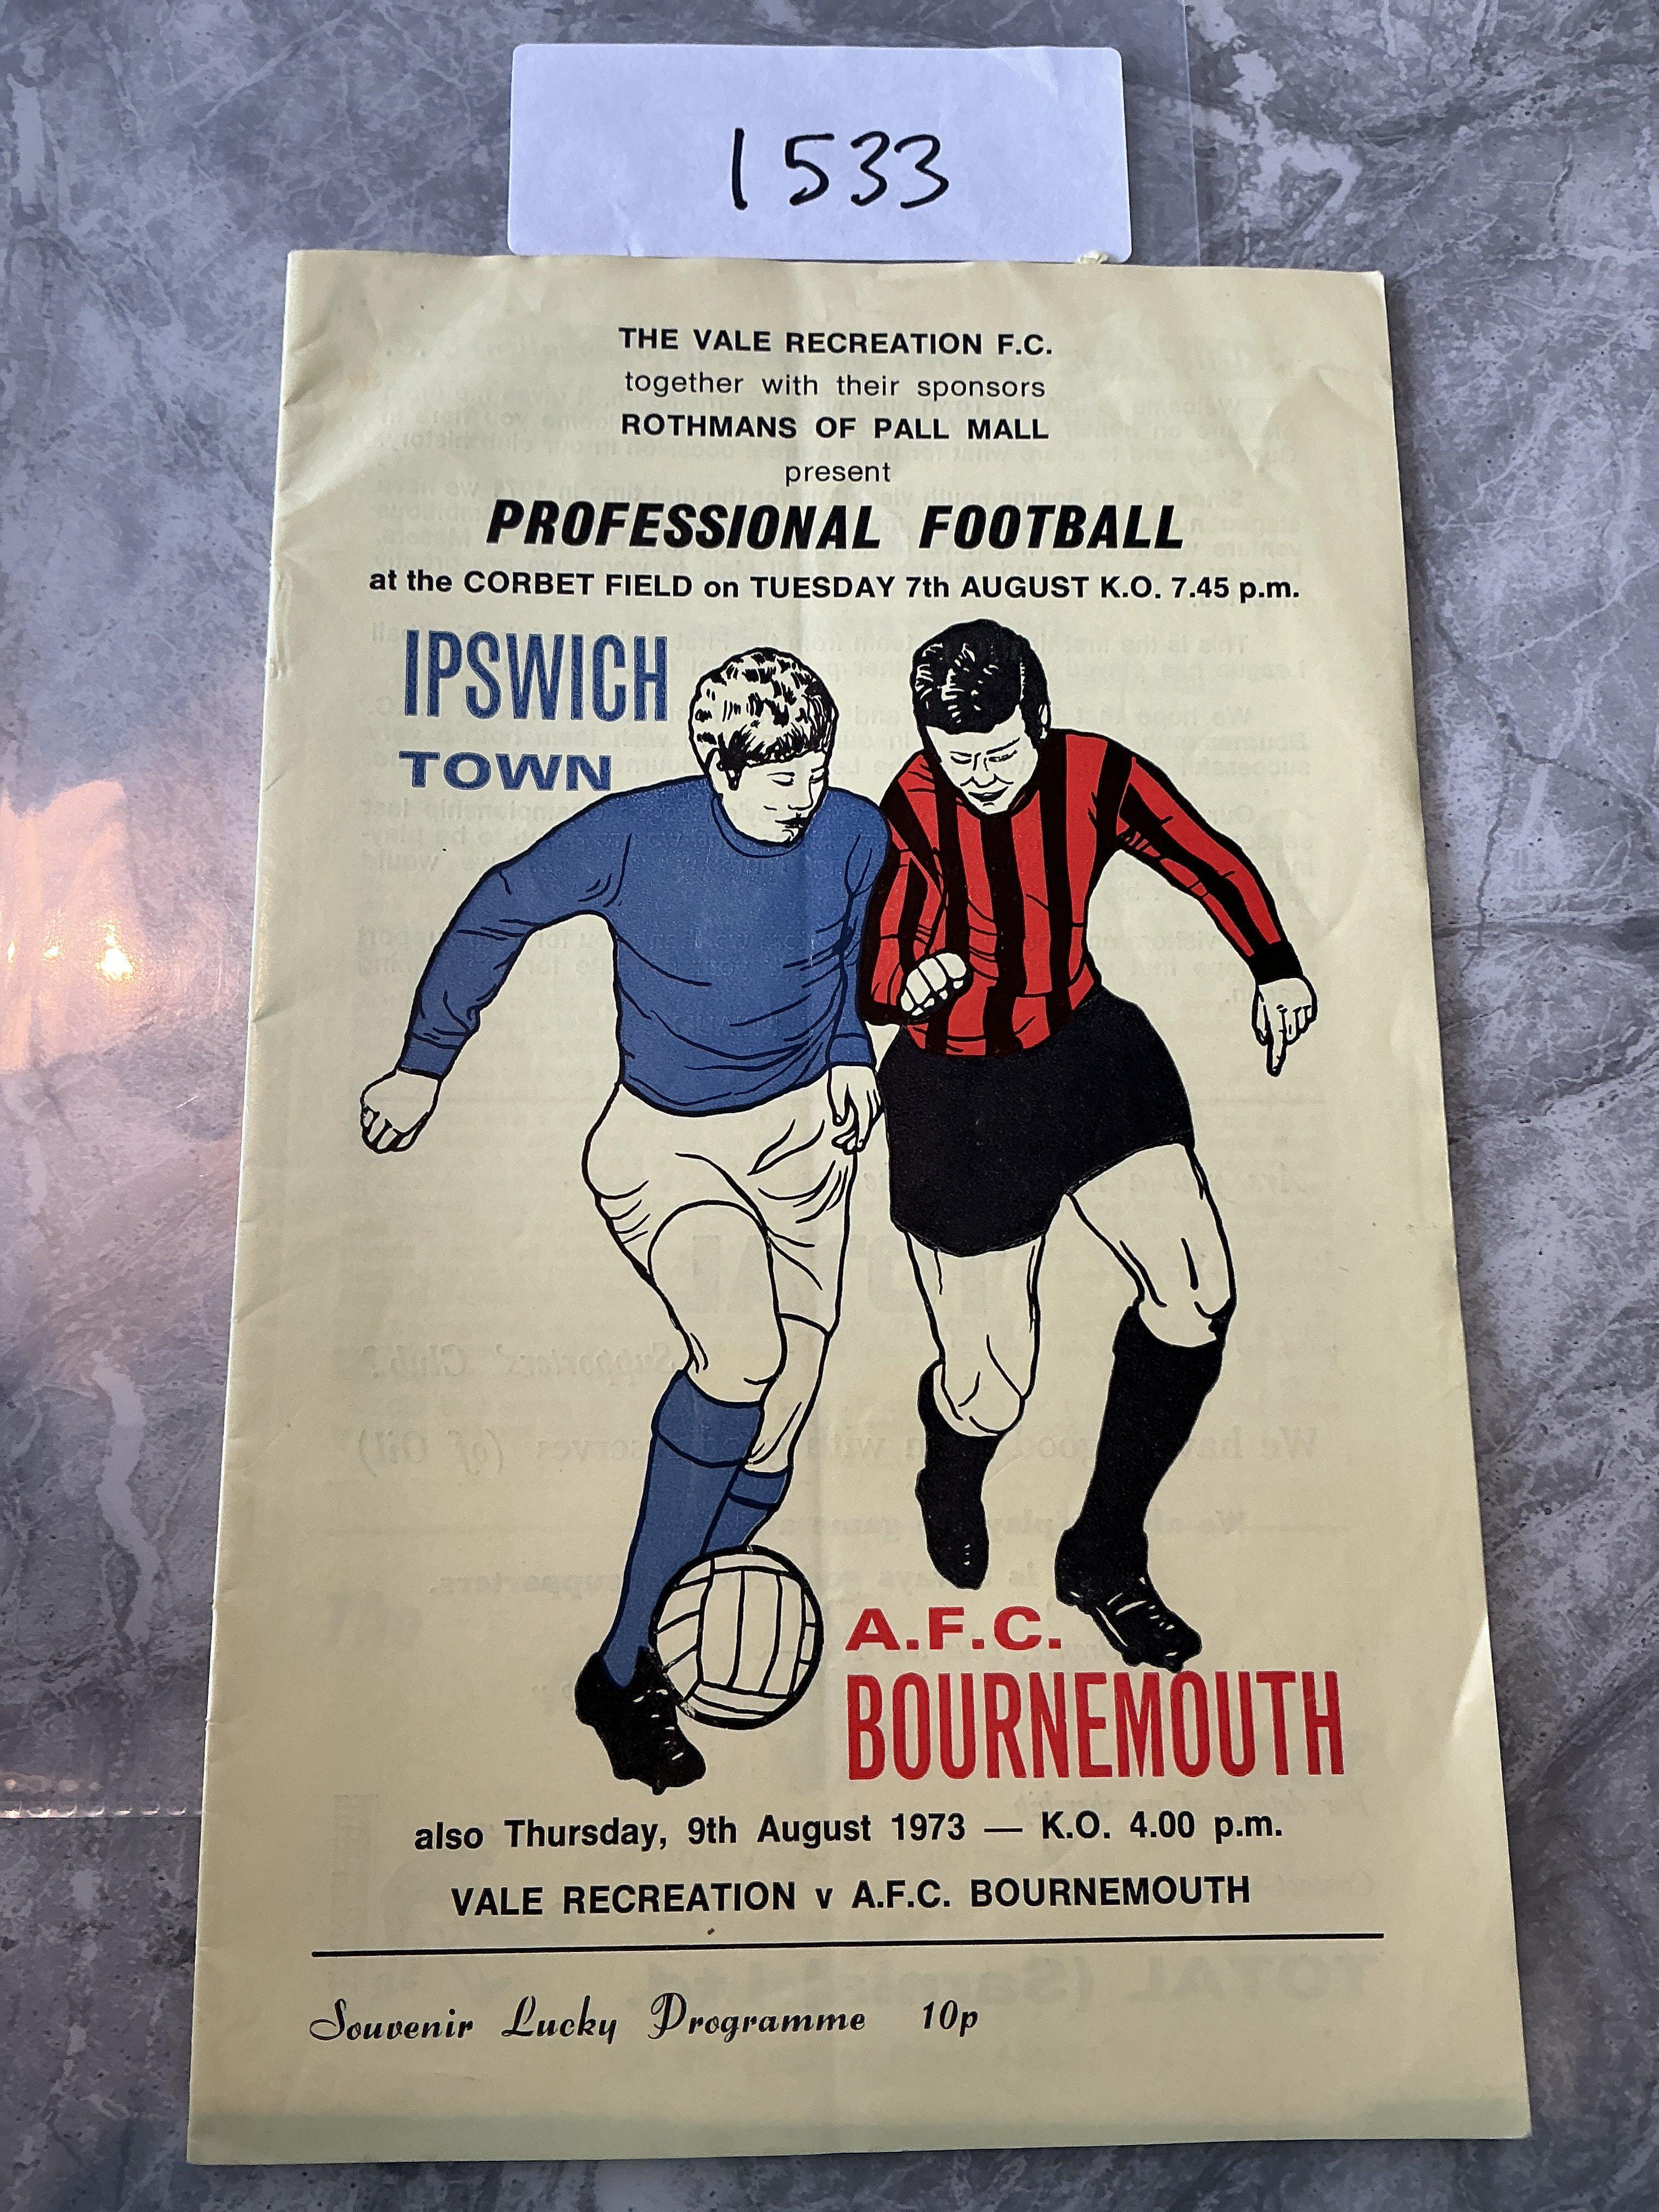 1533
THE VALE RECREATION F.C.
together with their sponsors
ROTHMANS OF PALL MALL
present
PROFESSIONAL FOOTBALL
at the CORBET FIELD on TUESDAY 7th AUGUST K.O. 7.45 p.m.
IPSWICH
TOWN
A.F.C.
BOURNEMOUTH
also Thursday, 9th August 1973 — K.O. 4.00 p.m.
VALE RECREATION v A.F.C. BOURNEMOUTH
Souvenir Lucky Programme 10p